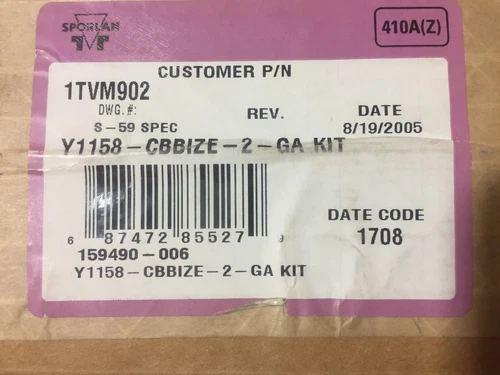 SPORLAN
410A(Z)
CUSTOMER P/N
1TVM902
DWG.#:
REV.
DATE
S-59 SPEC
8/19/2005
Y1158-CBBIZE-2-GA KIT
6 87472 85527 9
DATE CODE
1708
159490-006
Y1158-CBBIZE-2-GA KIT